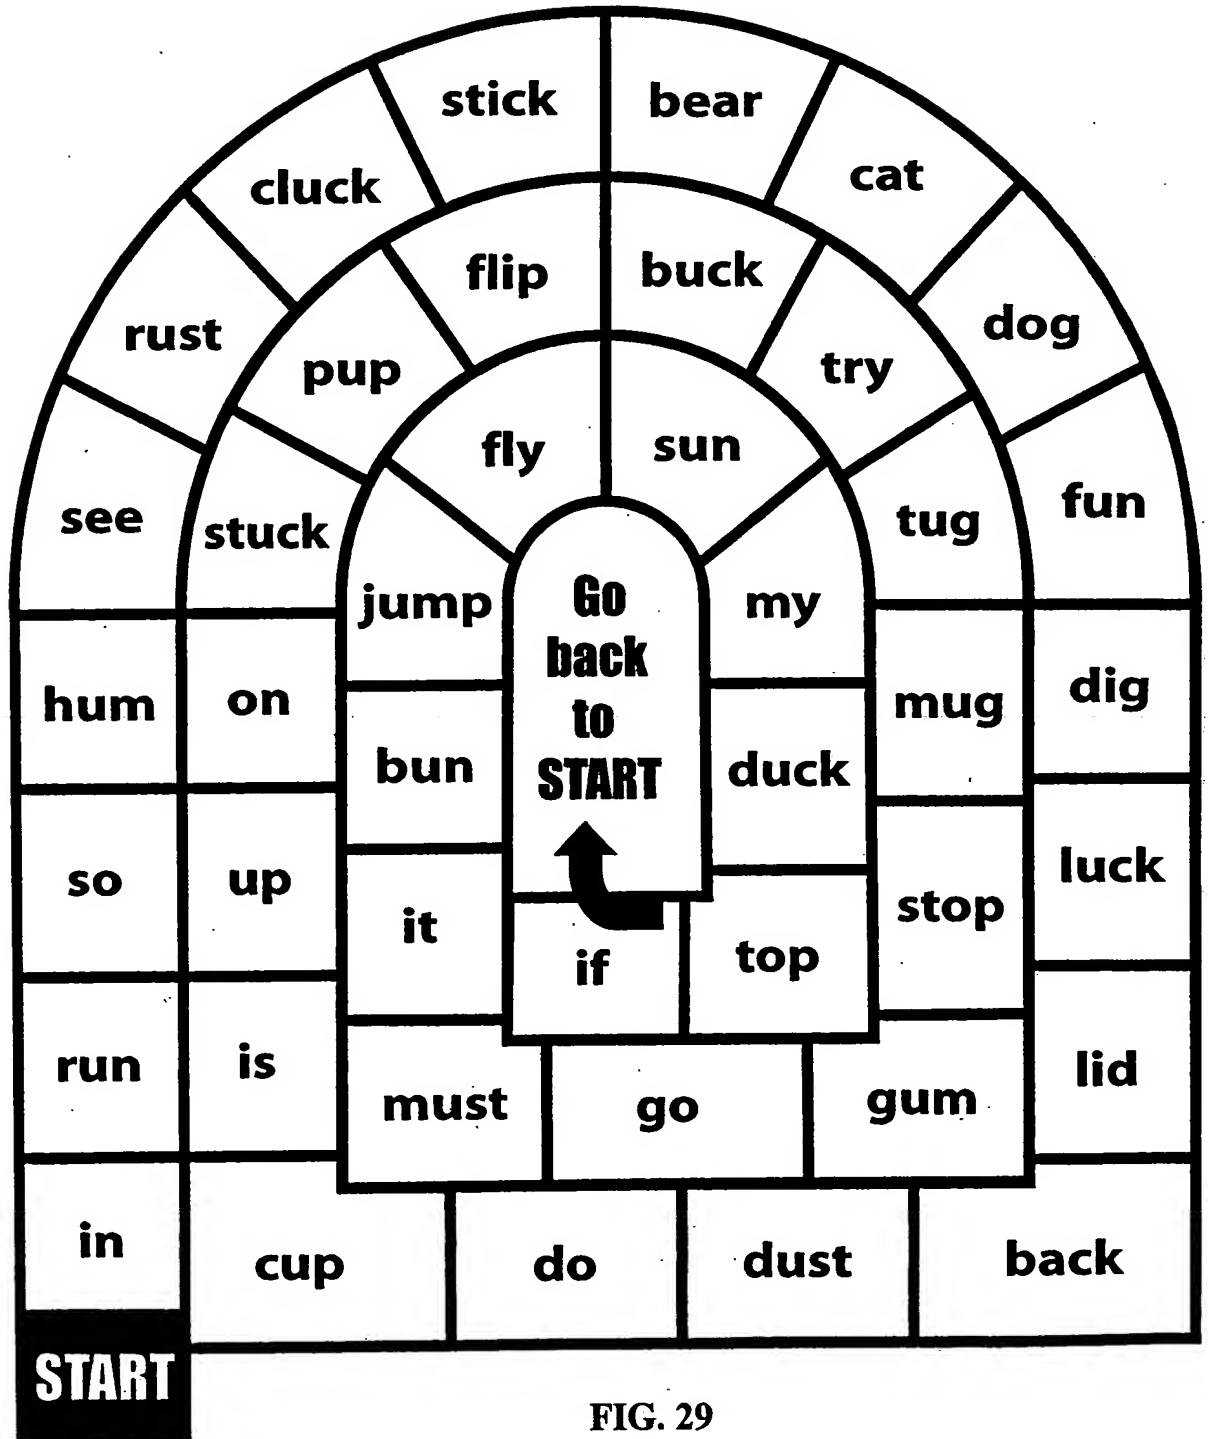 stick
bear
cluck
cat
flip
buck
rust
dog
pup
try
fly
sun
see
stuck
tug
fun
jump
Go
back
to
START
my
hum
on
bun
duck
mug
dig
so
up
it
if
top
stop
luck
run
is
must
go
gum
lid
in
cup
do
dust
back
START
FIG. 29